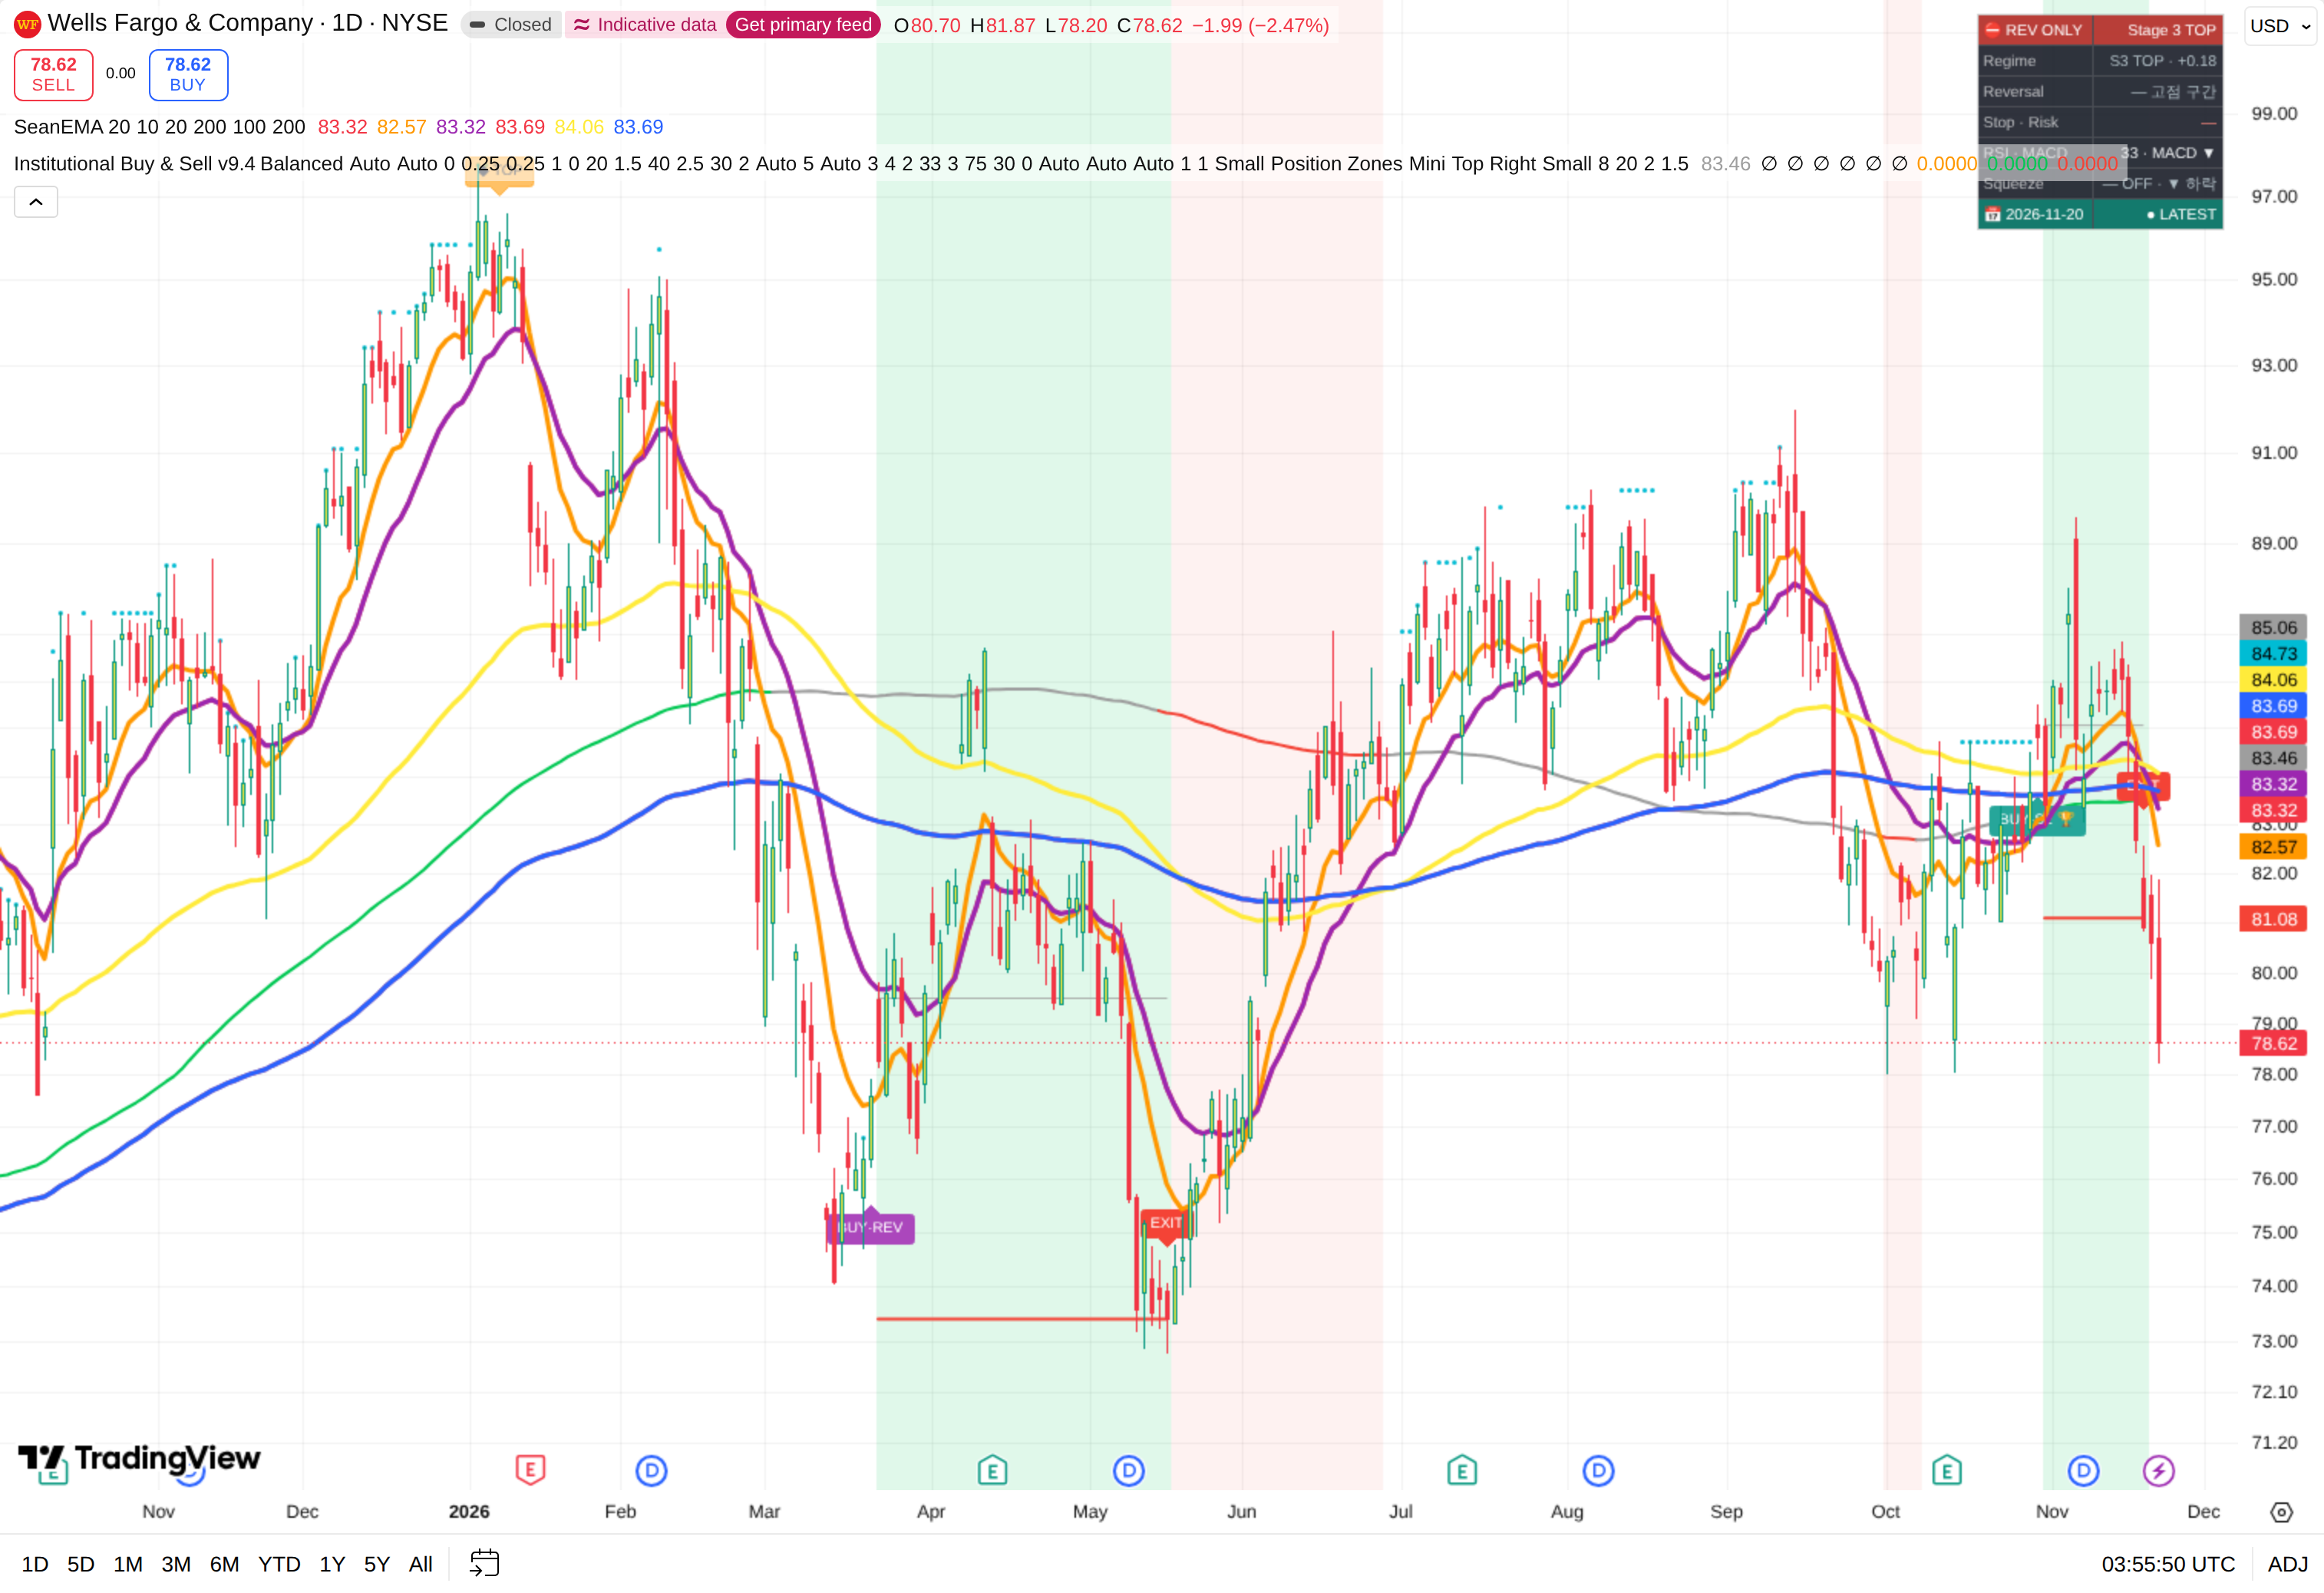 Wells Fargo & Company · 1D · NYSE Closed Indicative data Get primary feed O80.70 H81.87 L78.20 C78.62 −1.99 (−2.47%)
78.62
SELL
0.00
78.62
BUY
SeanEMA 20 10 20 200 100 200 83.32 82.57 83.32 83.69 84.06 83.69
Institutional Buy & Sell v9.4 Balanced Auto Auto 0 0.25 0.25 1 0 20 1.5 40 2.5 30 2 Auto 5 Auto 3 4 2 33 3 75 30 0 Auto Auto Auto 1 1 Small Position Zones Mini Top Right Small 8 20 2 1.5 83.46 ∅ ∅ ∅ ∅ ∅ ∅ 0.0000 0.0000 0.0000
REV ONLY Stage 3 TOP
Regime S3 TOP · +0.18
Reversal — 고점 구간
Stop · Risk —
RSI · MACD 33 · MACD ▼
Squeeze — OFF · ▼ 하락
2026-11-20 ● LATEST
USD
99.00
97.00
95.00
93.00
91.00
89.00
85.06
84.73
84.06
83.69
83.69
83.46
83.32
83.32
83.00
82.57
82.00
81.08
80.00
79.00
78.62
78.00
77.00
76.00
75.00
74.00
73.00
72.10
71.20
BUY-REV
EXIT
TradingView
E D E D E D E D E D
Nov Dec 2026 Feb Mar Apr May Jun Jul Aug Sep Oct Nov Dec
1D 5D 1M 3M 6M YTD 1Y 5Y All
03:55:50 UTC ADJ